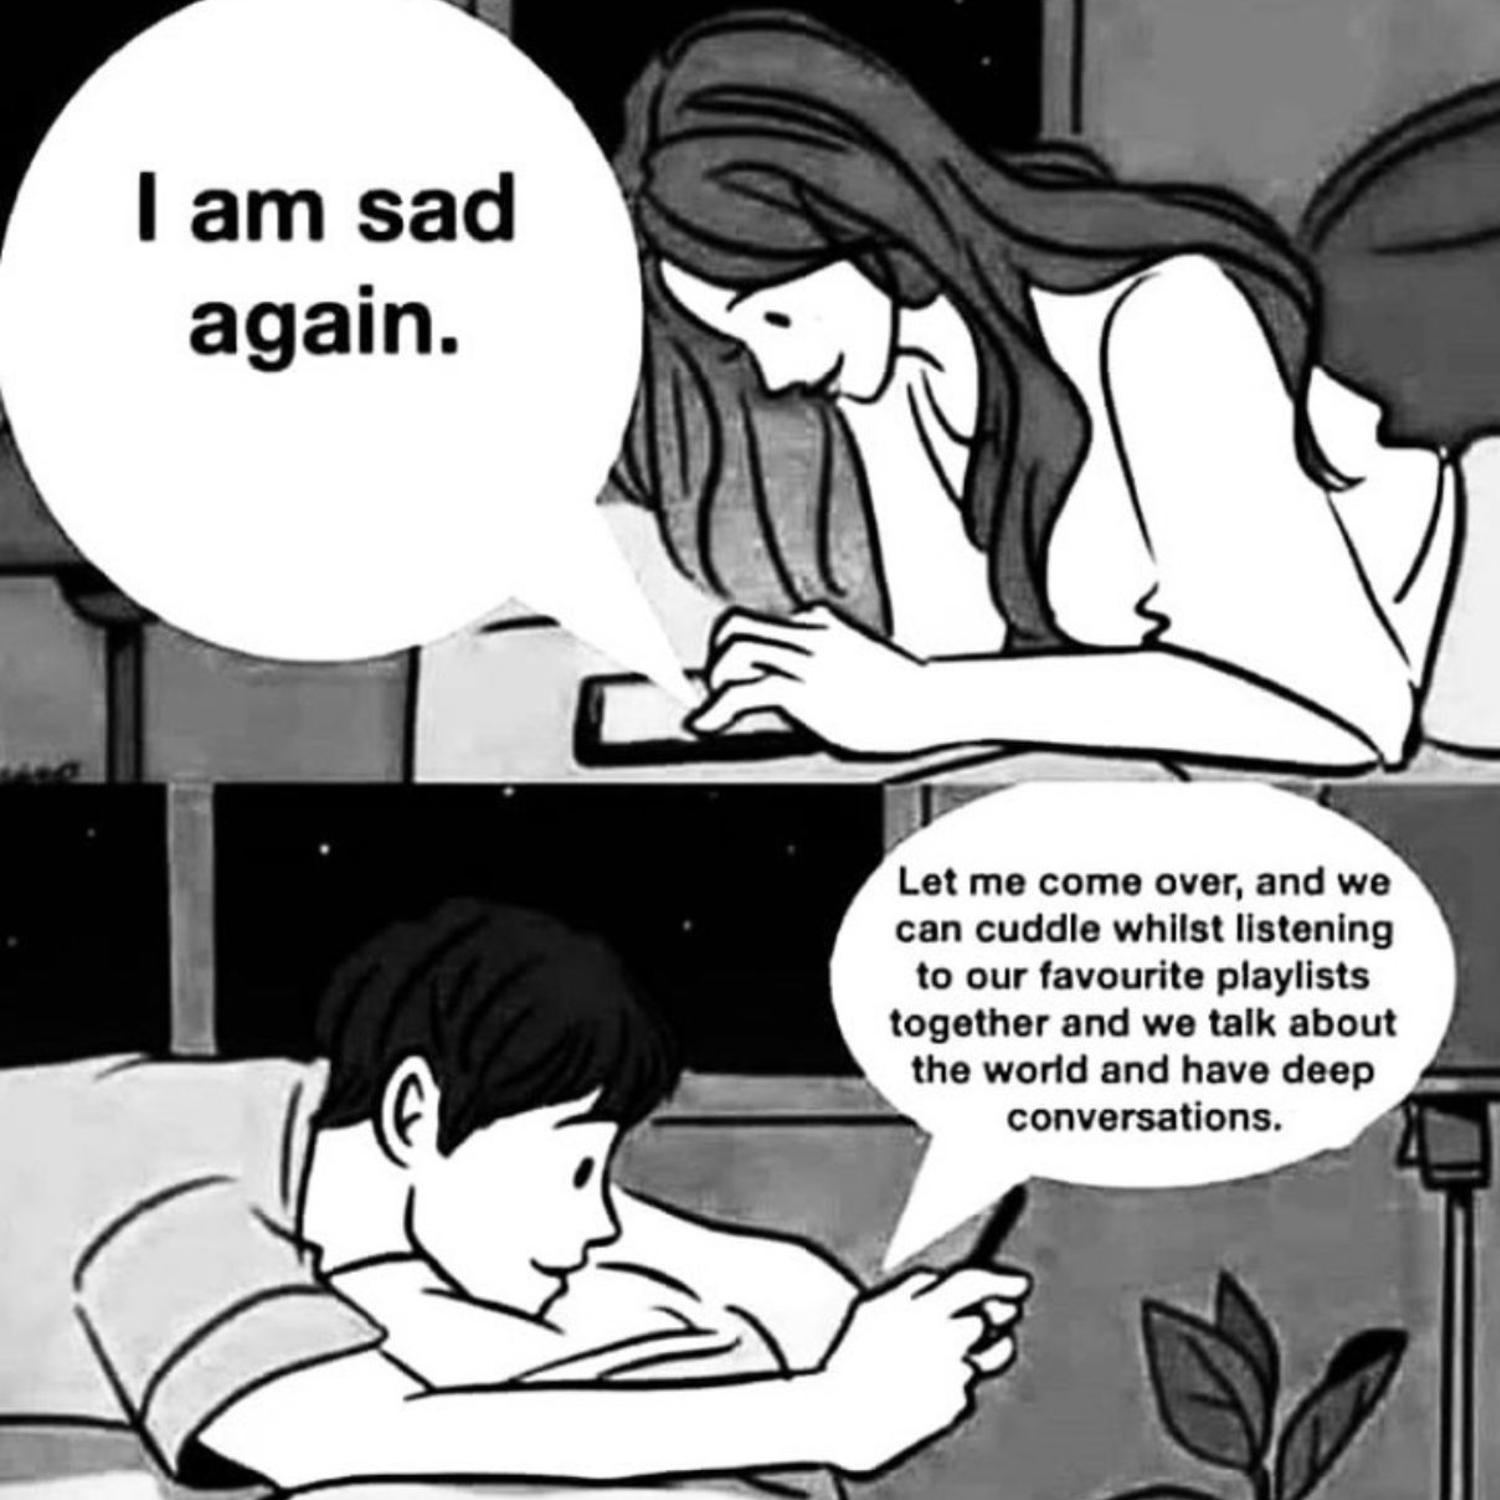 I am sad
again.
Let me come over, and we
can cuddle whilst listening
to our favourite playlists
together and we talk about
the world and have deep
conversations.